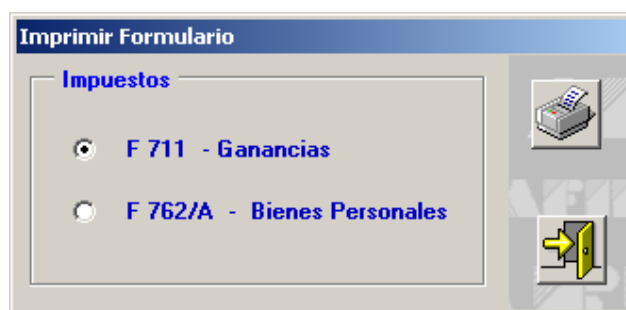 Imprimir Formulario
Impuestos
F 711 - Ganancias
F 762/A - Bienes Personales